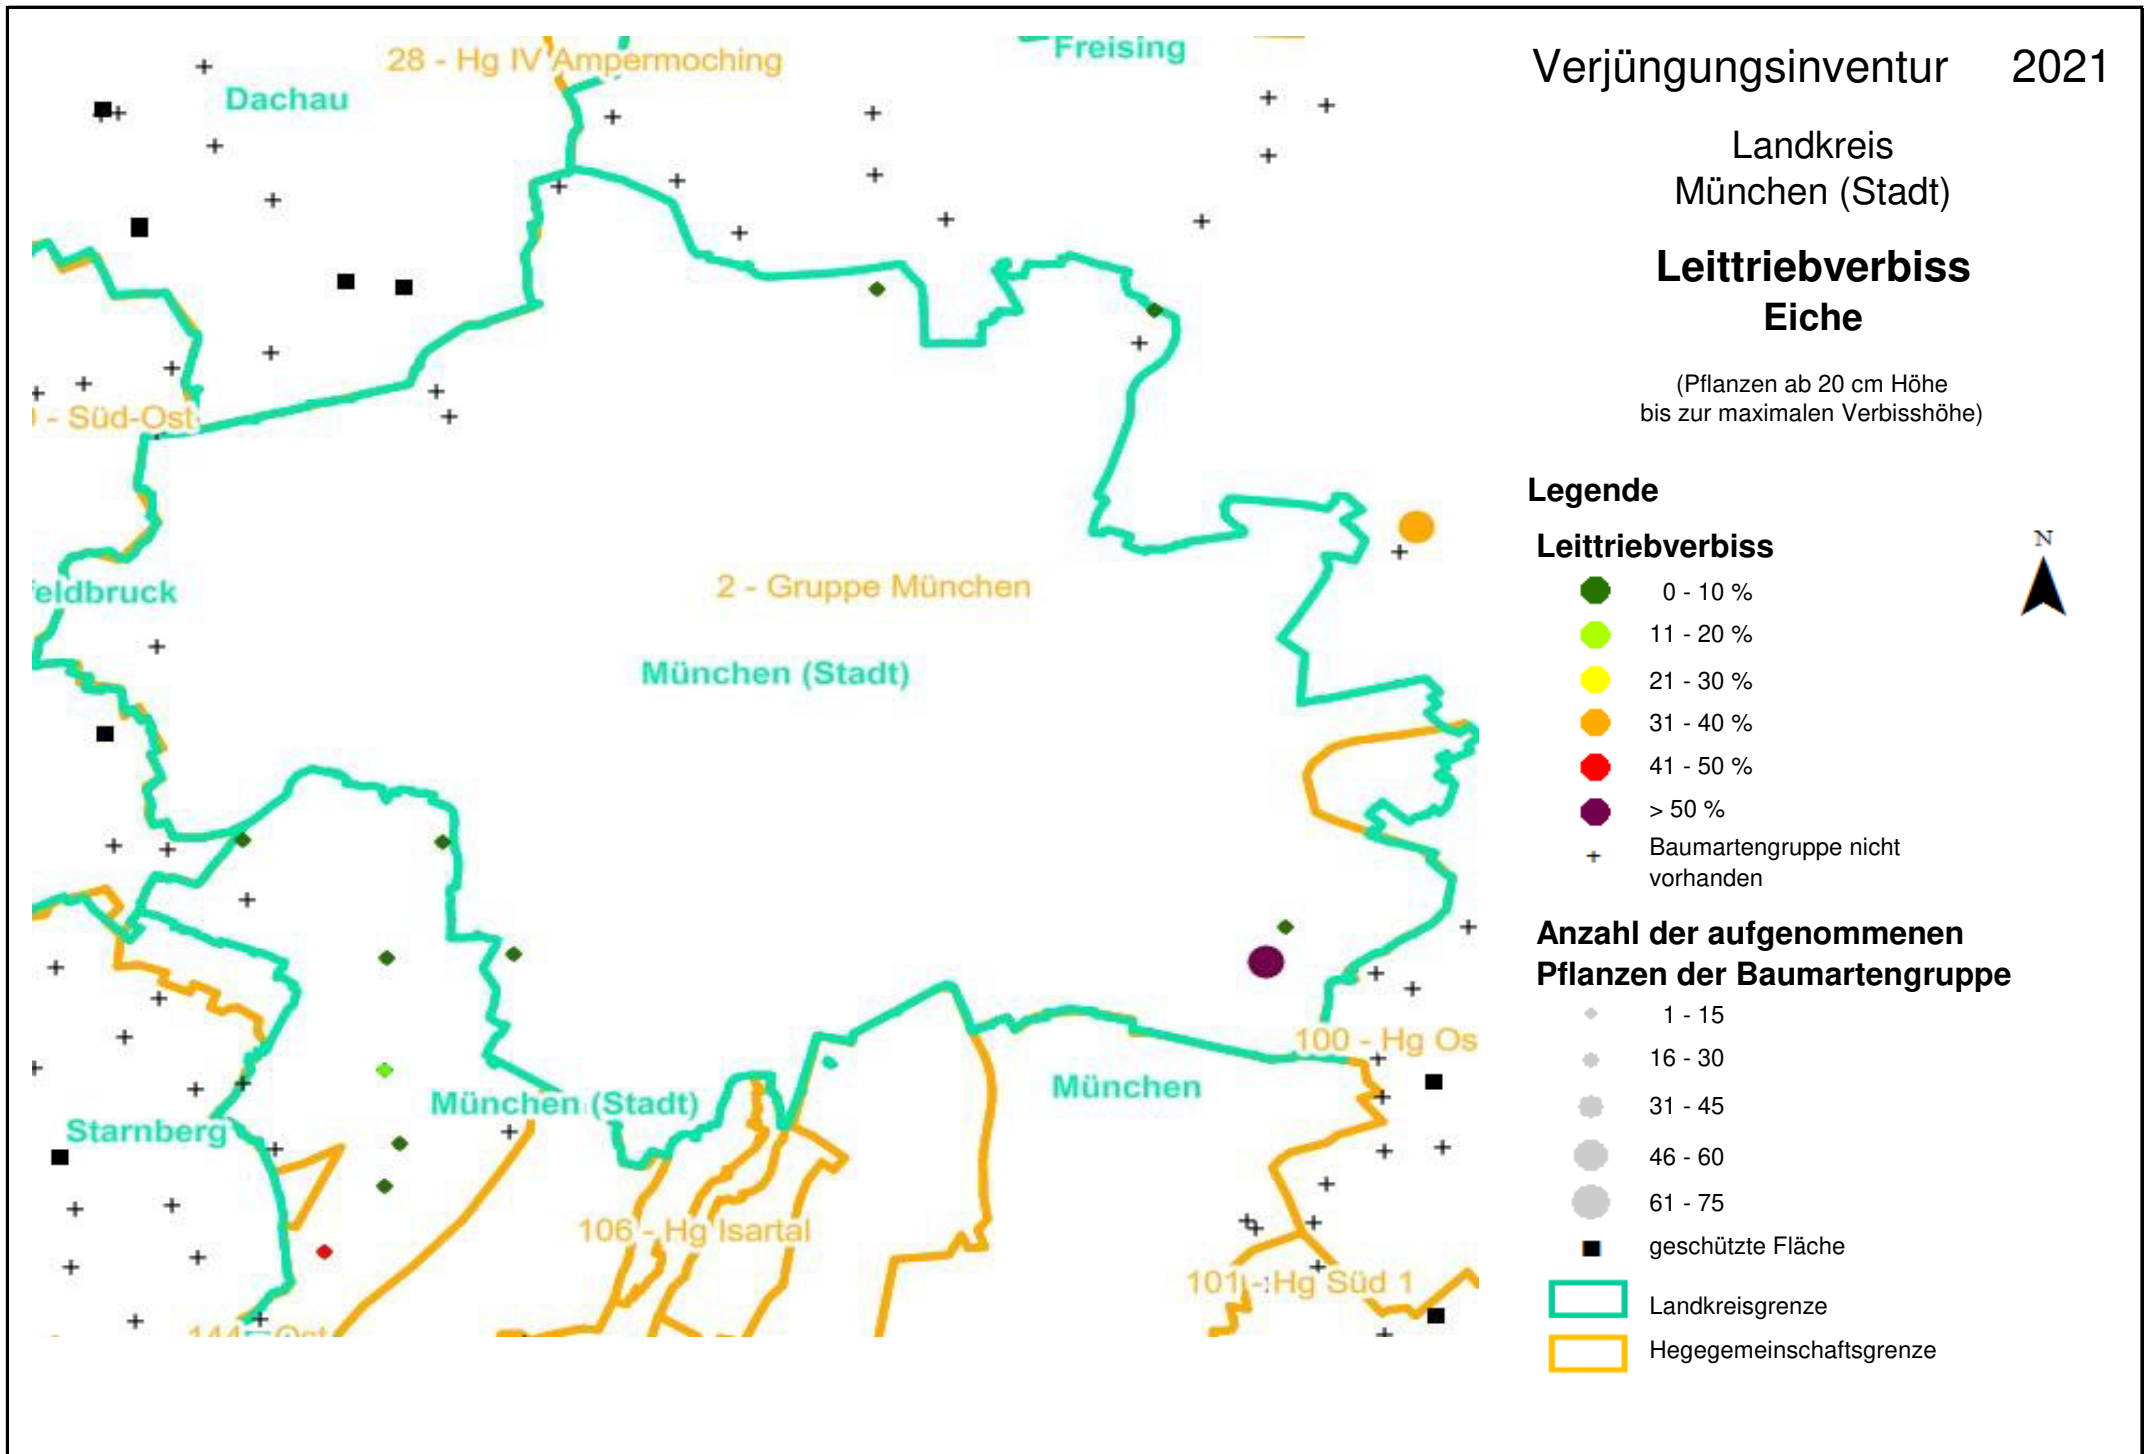 Verjüngungsinventur 2021
Landkreis
München (Stadt)
Leittriebverbiss
Eiche
(Pflanzen ab 20 cm Höhe
bis zur maximalen Verbisshöhe)
Legende
Leittriebverbiss
0 - 10 %
11 - 20 %
21 - 30 %
31 - 40 %
41 - 50 %
> 50 %
Baumartengruppe nicht
vorhanden
N
Anzahl der aufgenommenen
Pflanzen der Baumartengruppe
1 - 15
16 - 30
31 - 45
46 - 60
61 - 75
geschützte Fläche
Landkreisgrenze
Hegegemeinschaftsgrenze
28 - Hg IV Ampermoching
Freising
Dachau
- Süd-Ost
eldbruck
2 - Gruppe München
München (Stadt)
100 - Hg Os
München
München (Stadt)
Starnberg
106 - Hg Isartal
101 - Hg Süd 1
144 - Ost